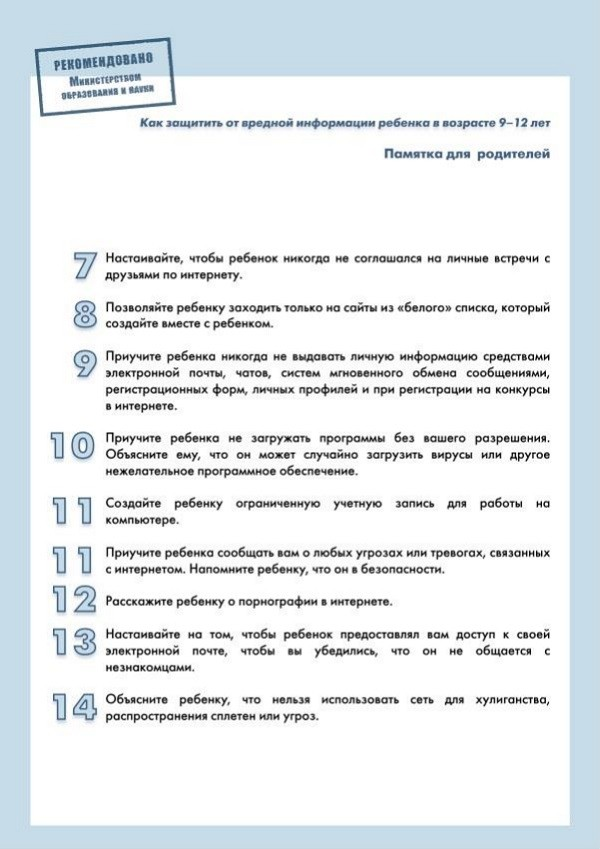 РЕКОМЕНДОВАНО
Министерством
образования и науки
Как защитить от вредной информации ребенка в возрасте 9–12 лет
Памятка для родителей
7 Настаивайте, чтобы ребенок никогда не соглашался на личные встречи с
друзьями по интернету.
8 Позволяйте ребенку заходить только на сайты из «белого» списка, который
создайте вместе с ребенком.
9 Приучите ребенка никогда не выдавать личную информацию средствами
электронной почты, чатов, систем мгновенного обмена сообщениями,
регистрационных форм, личных профилей и при регистрации на конкурсы
в интернете.
10 Приучите ребенка не загружать программы без вашего разрешения.
Объясните ему, что он может случайно загрузить вирусы или другое
нежелательное программное обеспечение.
11 Создайте ребенку ограниченную учетную запись для работы на
компьютере.
11 Приучите ребенка сообщать вам о любых угрозах или тревогах, связанных
с интернетом. Напомните ребенку, что он в безопасности.
12 Расскажите ребенку о порнографии в интернете.
13 Настаивайте на том, чтобы ребенок предоставлял вам доступ к своей
электронной почте, чтобы вы убедились, что он не общается с
незнакомцами.
14 Объясните ребенку, что нельзя использовать сеть для хулиганства,
распространения сплетен или угроз.